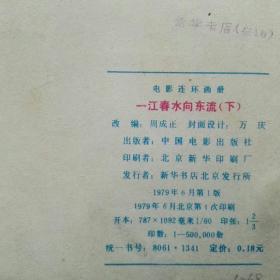 电影连环画册
一江春水向东流(下)
改编：周成正 封面设计：万庆
出版者：中国电影出版社
印刷者：北京新华印刷厂
发行者：新华书店北京发行所
1979年6月第1版
1979年6月北京第1次印刷
开本：787×1092毫米1/60 印张：1 2/3
印数：1—500,000册
统一书号：8061·1341 定价：0.18元